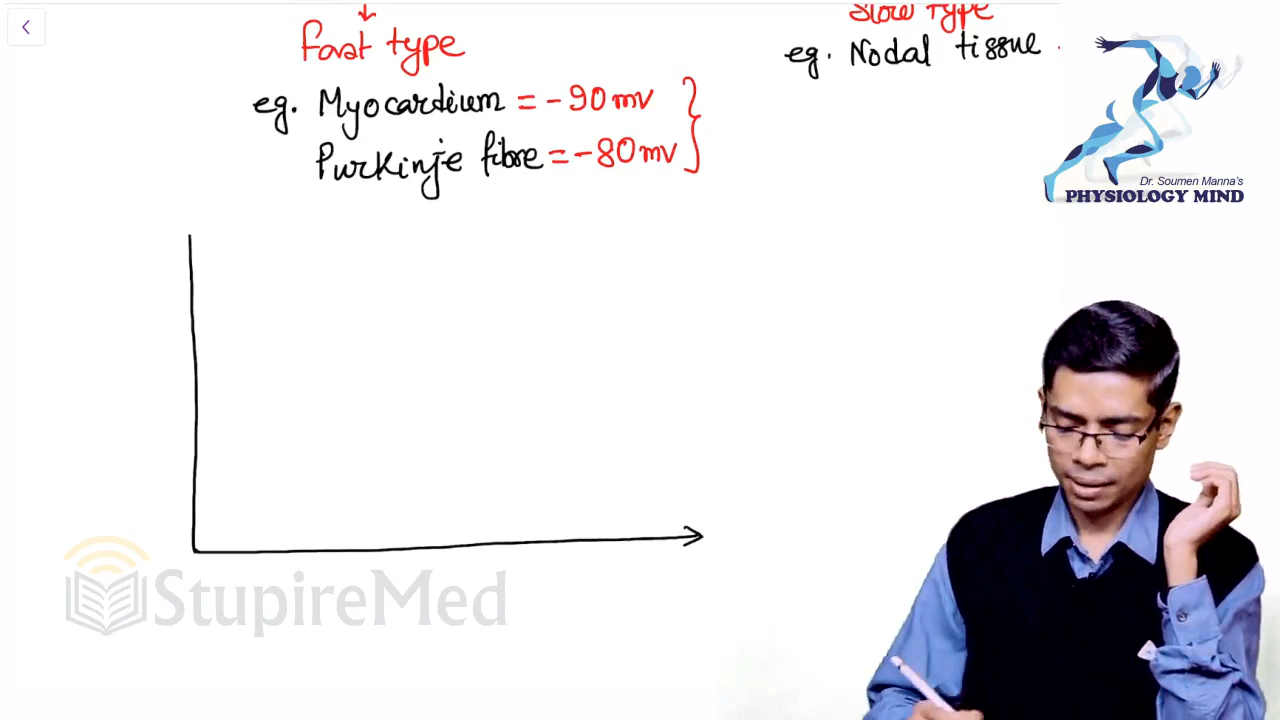 Fast type
eg. Myocardium = -90mv
Purkinje fibre = -80mv
Slow type
eg. Nodal tissue
Dr. Soumen Manna's
PHYSIOLOGY MIND
StupireMed